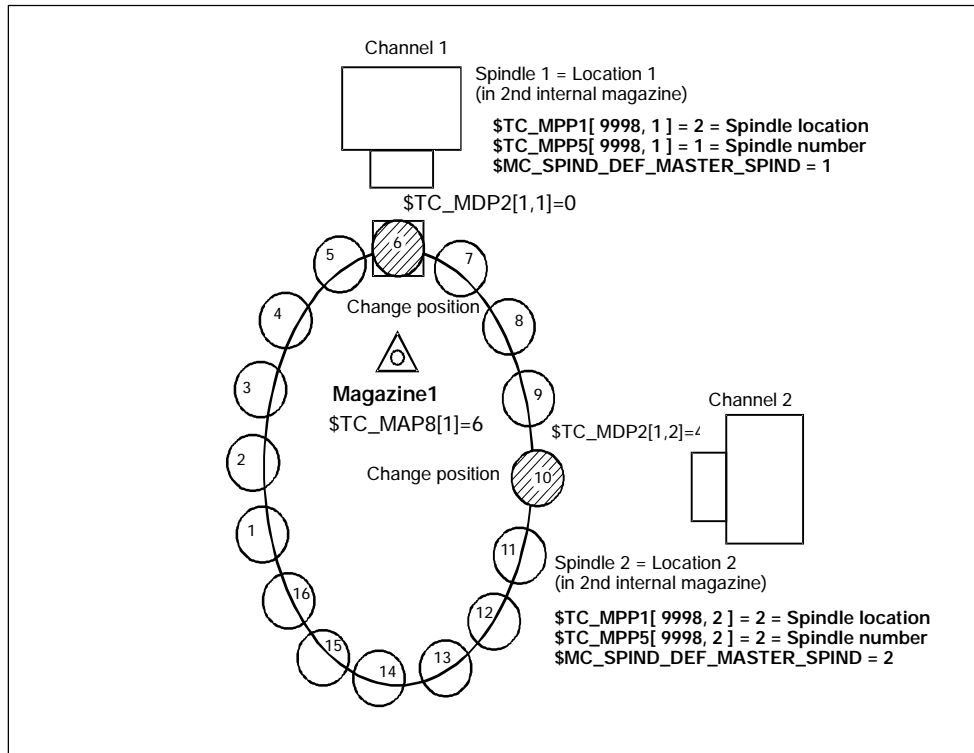 Channel 1
Spindle 1 = Location 1
(in 2nd internal magazine)
$TC_MPP1[ 9998, 1 ] = 2 = Spindle location
$TC_MPP5[ 9998, 1 ] = 1 = Spindle number
$MC_SPIND_DEF_MASTER_SPIND = 1
$TC_MDP2[1,1]=0
6
5
7
Change position
4
8
3
Magazine1
9
Channel 2
$TC_MAP8[1]=6
$TC_MDP2[1,2]=4
2
Change position
10
1
11
Spindle 2 = Location 2
(in 2nd internal magazine)
16
12
$TC_MPP1[ 9998, 2 ] = 2 = Spindle location
$TC_MPP5[ 9998, 2 ] = 2 = Spindle number
$MC_SPIND_DEF_MASTER_SPIND = 2
15
13
14